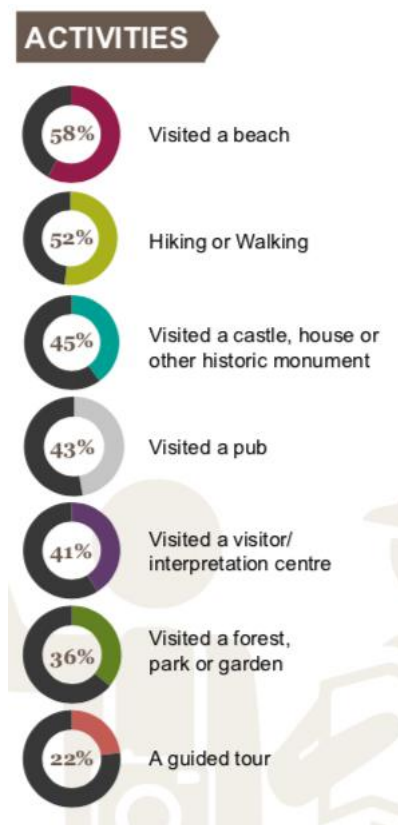 ACTIVITIES
58%
Visited a beach
52%
Hiking or Walking
45%
Visited a castle, house or
other historic monument
43%
Visited a pub
41%
Visited a visitor/
interpretation centre
36%
Visited a forest,
park or garden
22%
A guided tour